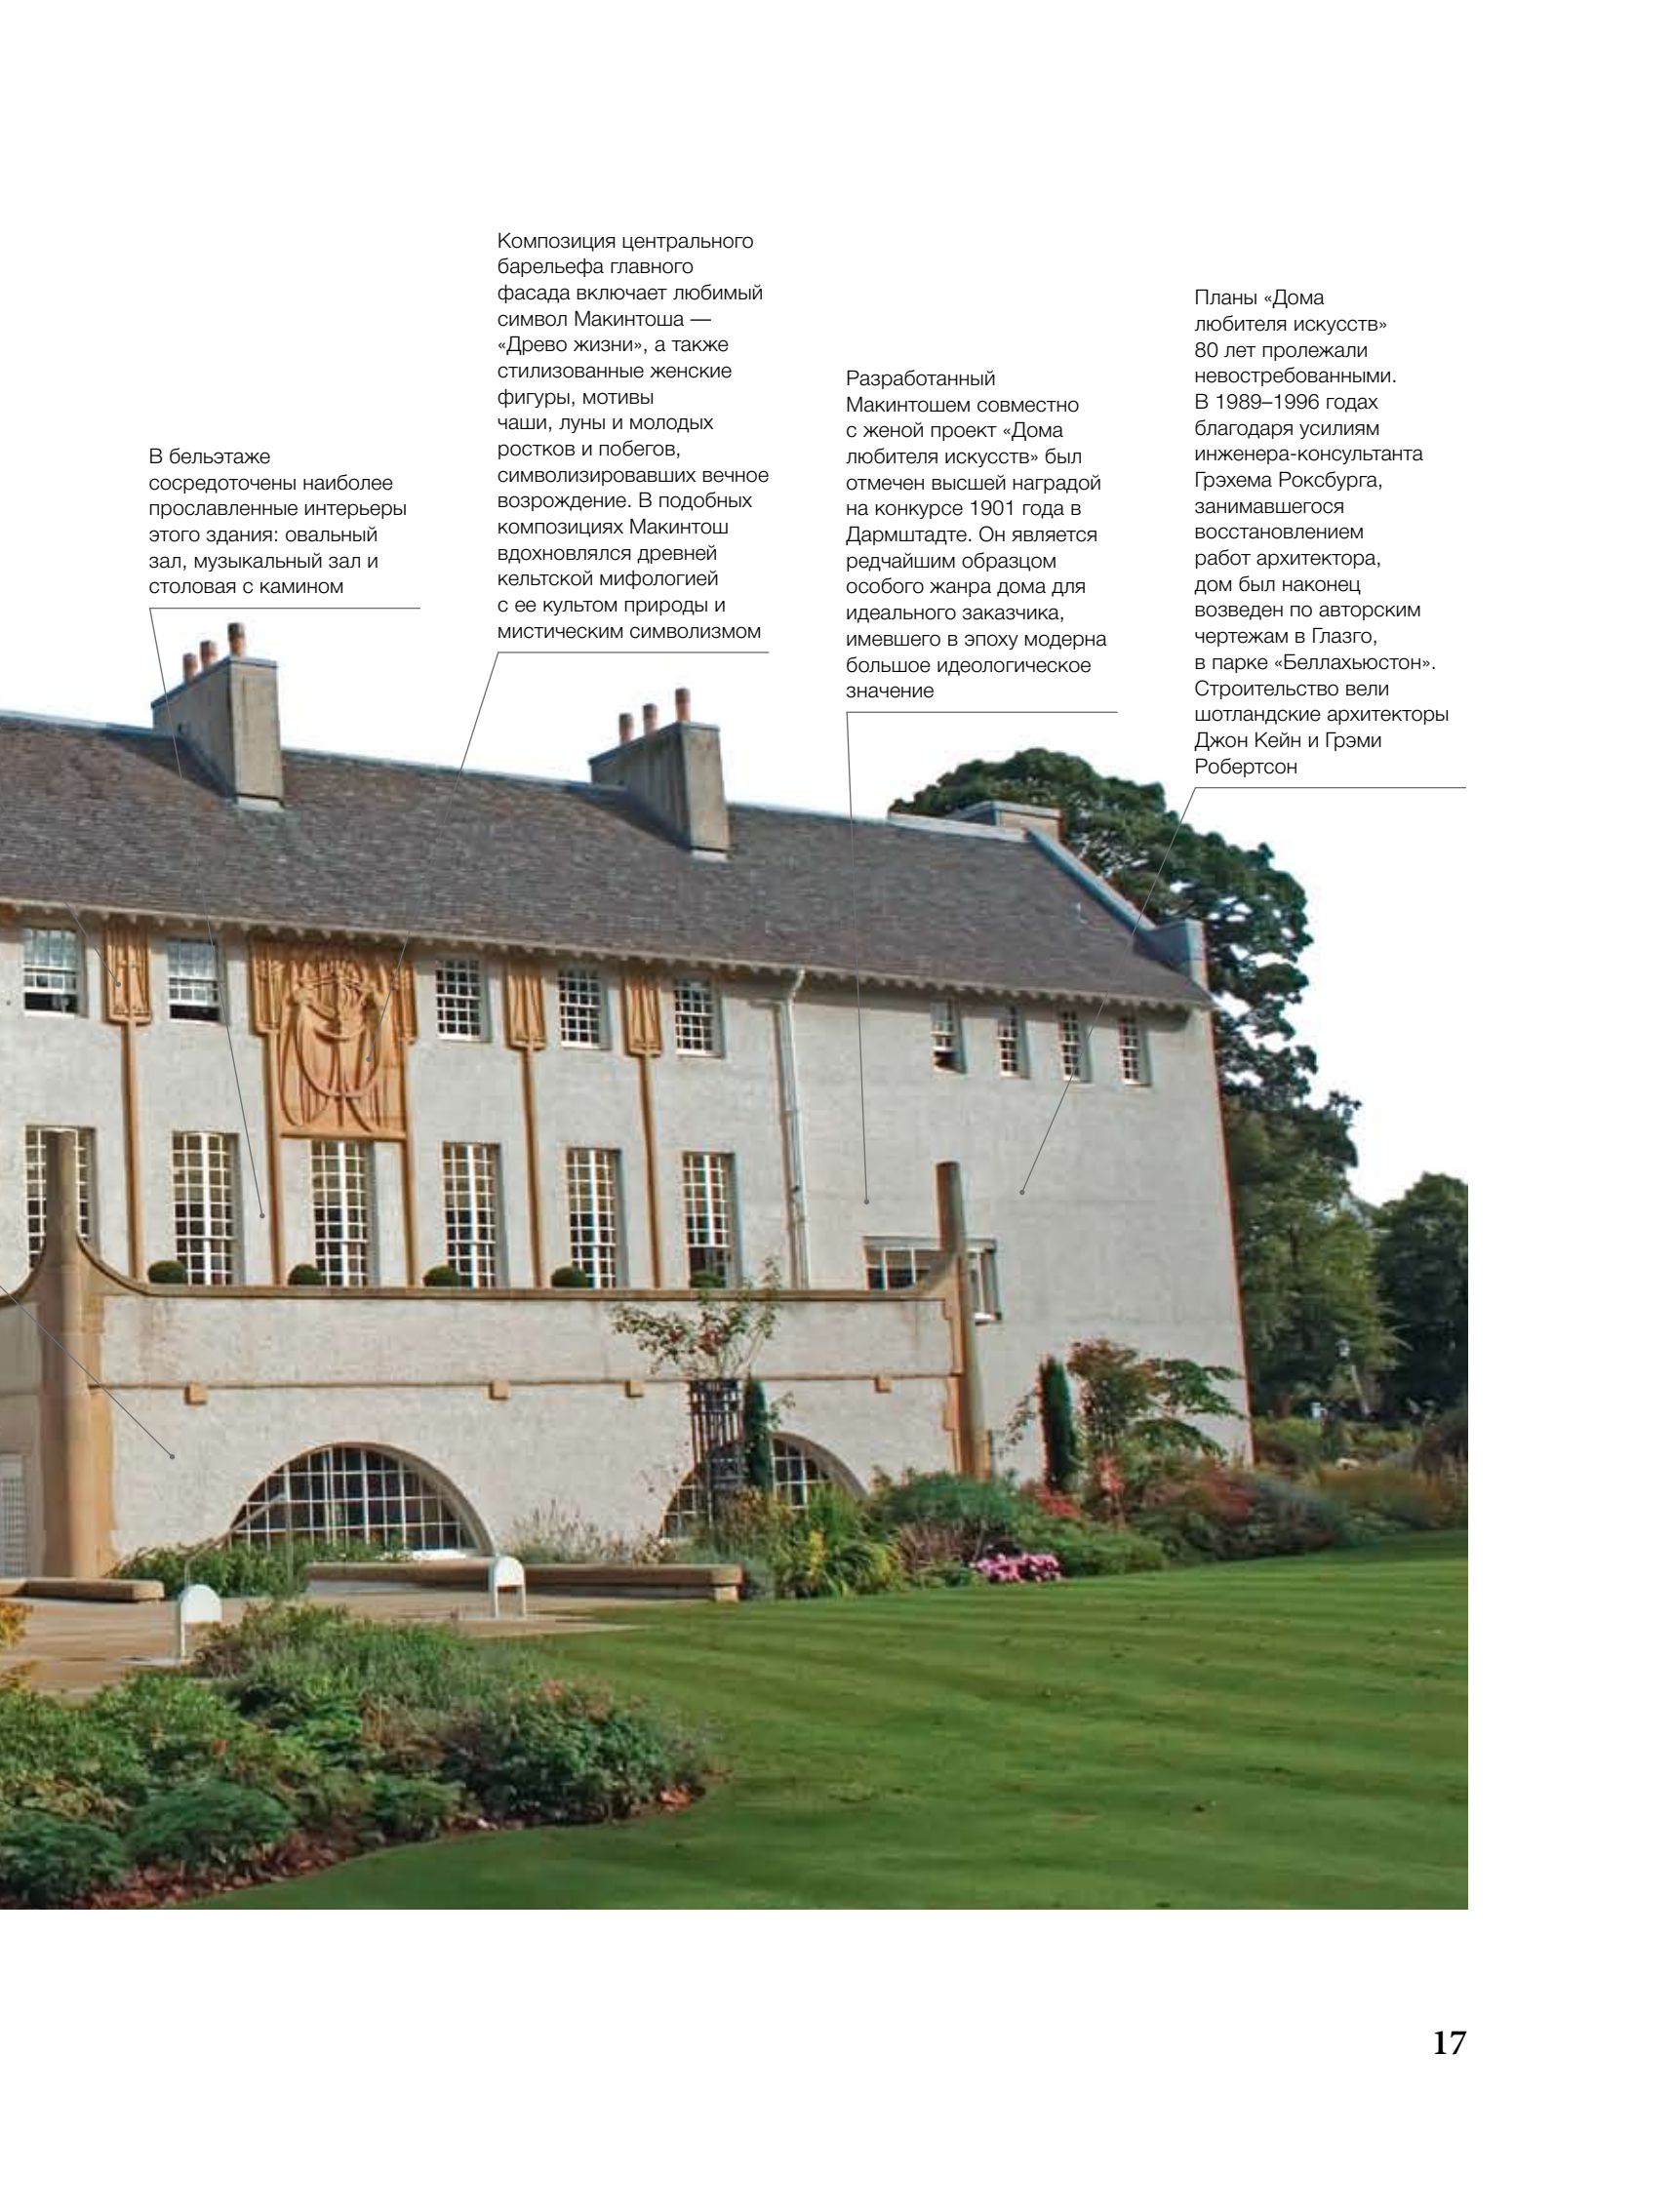 В бельэтаже
сосредоточены наиболее
прославленные интерьеры
этого здания: овальный
зал, музыкальный зал и
столовая с камином
Композиция центрального
барельефа главного
фасада включает любимый
символ Макинтоша —
«Древо жизни», а также
стилизованные женские
фигуры, мотивы
чаши, луны и молодых
ростков и побегов,
символизировавших вечное
возрождение. В подобных
композициях Макинтош
вдохновлялся древней
кельтской мифологией
с ее культом природы и
мистическим символизмом
Разработанный
Макинтошем совместно
с женой проект «Дома
любителя искусств» был
отмечен высшей наградой
на конкурсе 1901 года в
Дармштадте. Он является
редчайшим образцом
особого жанра дома для
идеального заказчика,
имевшего в эпоху модерна
большое идеологическое
значение
Планы «Дома
любителя искусств»
80 лет пролежали
невостребованными.
В 1989–1996 годах
благодаря усилиям
инженера-консультанта
Грэхема Роксбурга,
занимавшегося
восстановлением
работ архитектора,
дом был наконец
возведен по авторским
чертежам в Глазго,
в парке «Беллахьюстон».
Строительство вели
шотландские архитекторы
Джон Кейн и Грэми
Робертсон
17